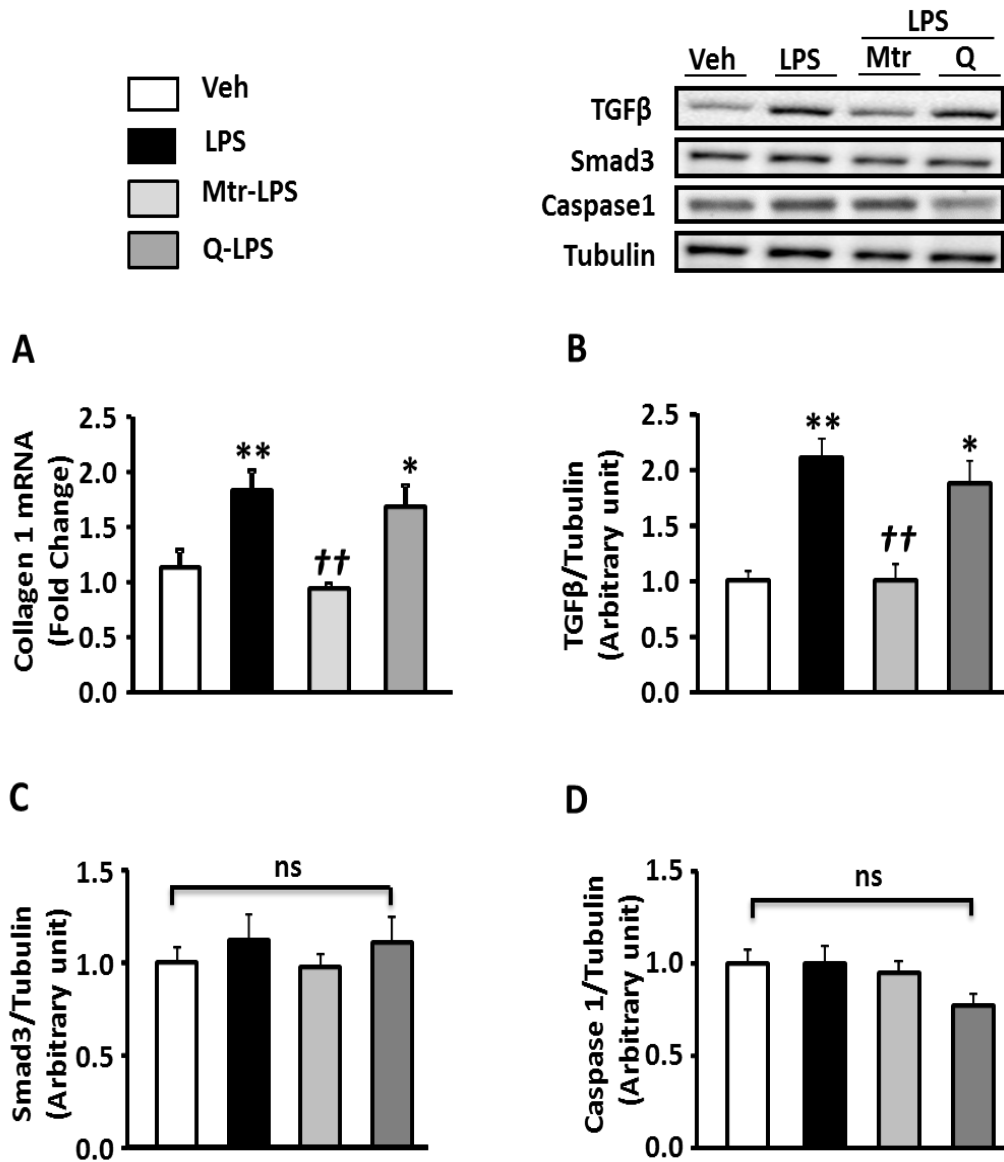 Veh
LPS
Mtr-LPS
Q-LPS
LPS
Veh LPS Mtr Q
TGFβ
Smad3
Caspase1
Tubulin
A
Collagen 1 mRNA
(Fold Change)
2.5
2.0
1.5
1.0
0.5
0.0
**
††
*
B
TGFβ/Tubulin
(Arbitrary unit)
2.5
2.0
1.5
1.0
0.5
0.0
**
††
*
C
Smad3/Tubulin
(Arbitrary unit)
1.5
1.0
0.5
0.0
ns
D
Caspase 1/Tubulin
(Arbitrary unit)
1.5
1.0
0.5
0.0
ns